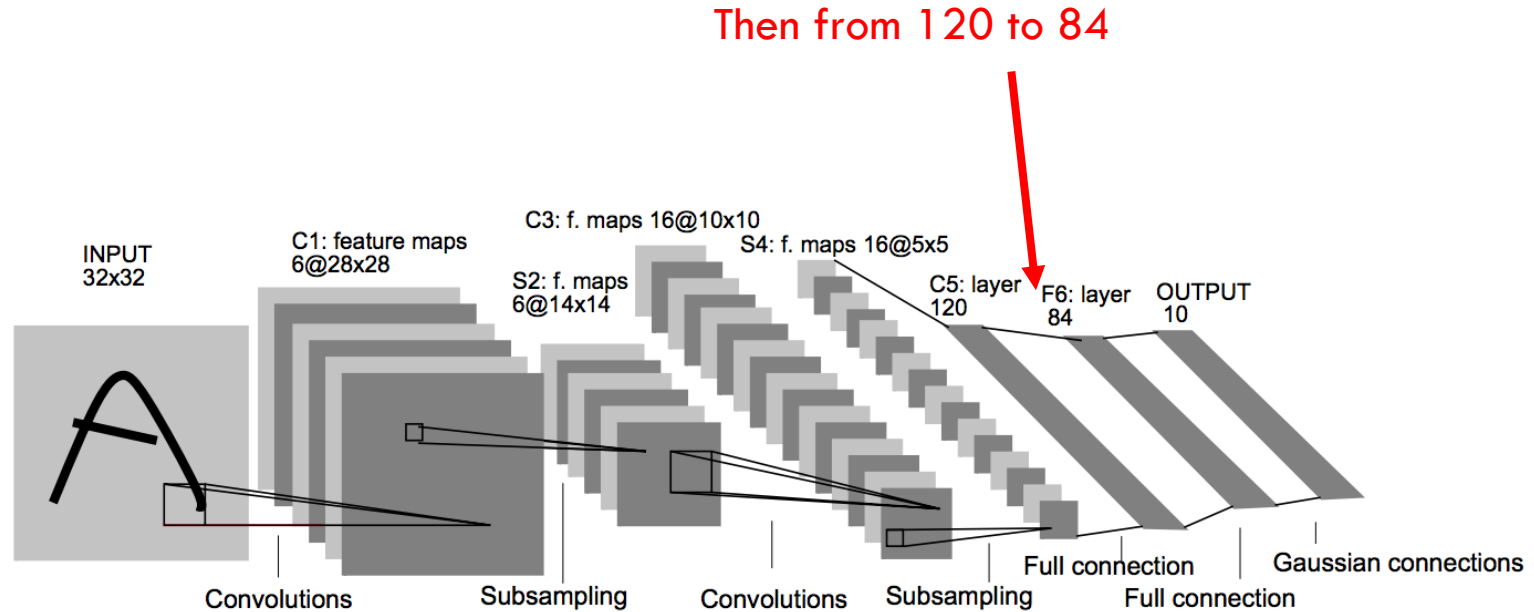 Then from 120 to 84
INPUT
32x32
C1: feature maps
6@28x28
S2: f. maps
6@14x14
C3: f. maps 16@10x10
S4: f. maps 16@5x5
C5: layer
120
F6: layer
84
OUTPUT
10
Convolutions
Subsampling
Convolutions
Subsampling
Full connection
Full connection
Gaussian connections